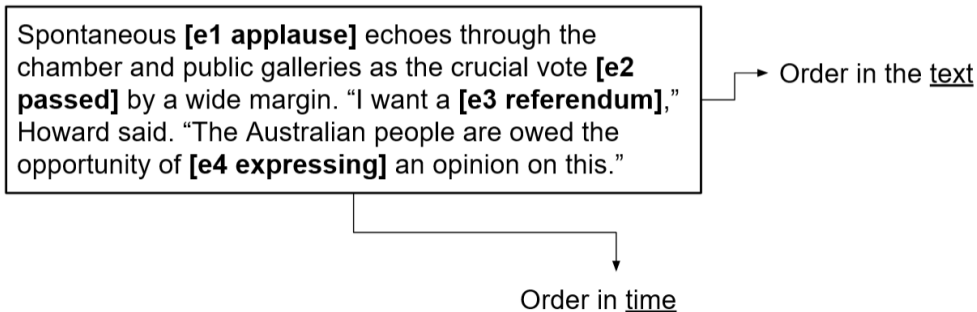 Spontaneous [e1 applause] echoes through the
chamber and public galleries as the crucial vote [e2
passed] by a wide margin. “I want a [e3 referendum],”
Howard said. “The Australian people are owed the
opportunity of [e4 expressing] an opinion on this.”
Order in the text
Order in time